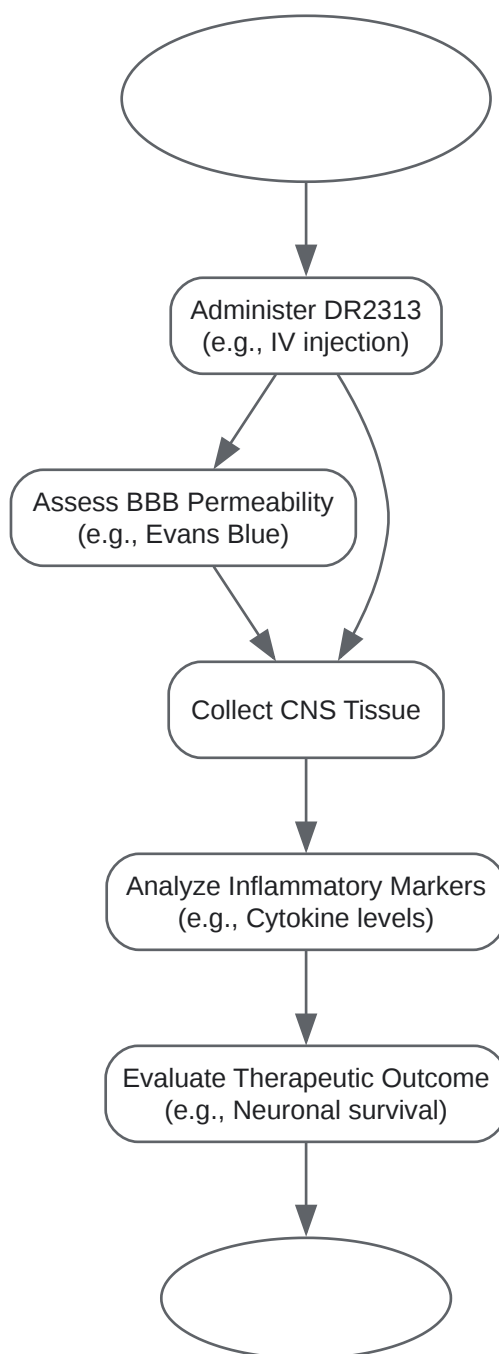 Administer DR2313
(e.g., IV injection)
Assess BBB Permeability
(e.g., Evans Blue)
Collect CNS Tissue
Analyze Inflammatory Markers
(e.g., Cytokine levels)
Evaluate Therapeutic Outcome
(e.g., Neuronal survival)